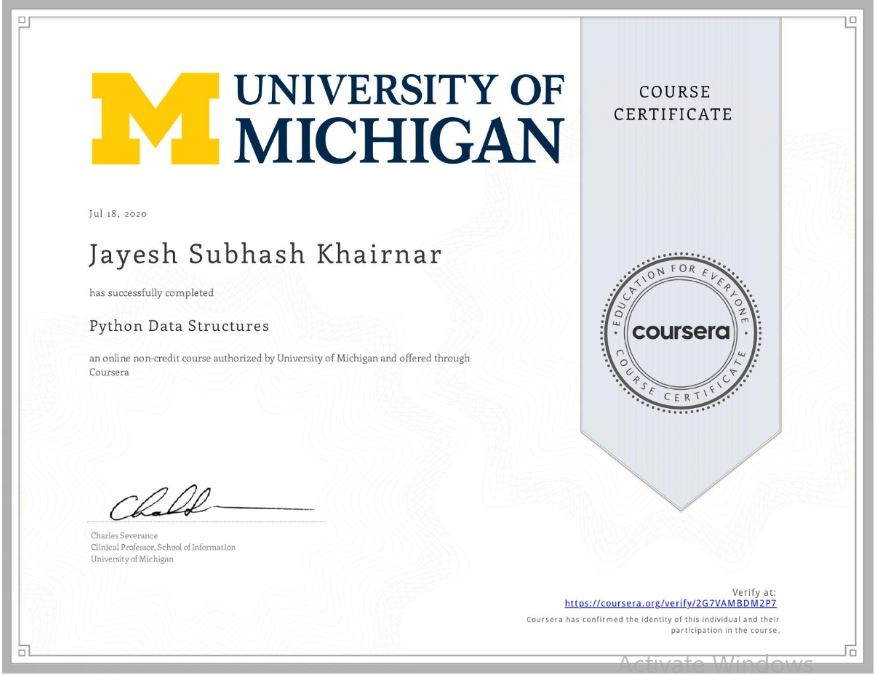 M UNIVERSITY OF
MICHIGAN
COURSE
CERTIFICATE
Jul 18, 2020
Jayesh Subhash Khairnar
has successfully completed
Python Data Structures
an online non-credit course authorized by University of Michigan and offered through
Coursera
EDUCATION FOR EVERYONE
coursera
COURSE CERTIFICATE
Charles Severance
Clinical Professor, School of Information
University of Michigan
Verify at:
https://coursera.org/verify/2G7VAMBDM2P7
Coursera has confirmed the identity of this individual and their
participation in the course.
Activate Windows